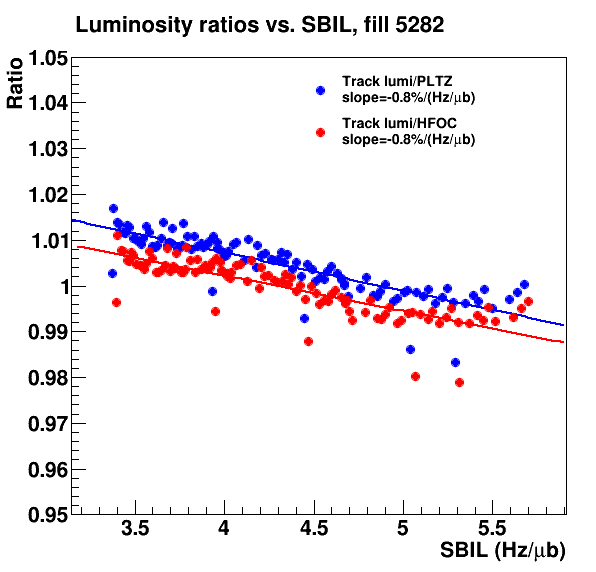 Luminosity ratios vs. SBIL, fill 5282
Ratio
1.05
1.04
1.03
1.02
1.01
1
0.99
0.98
0.97
0.96
0.95
Track lumi/PLTZ
slope=-0.8%/(Hz/μb)
Track lumi/HFOC
slope=-0.8%/(Hz/μb)
3.5 4 4.5 5 5.5
SBIL (Hz/μb)